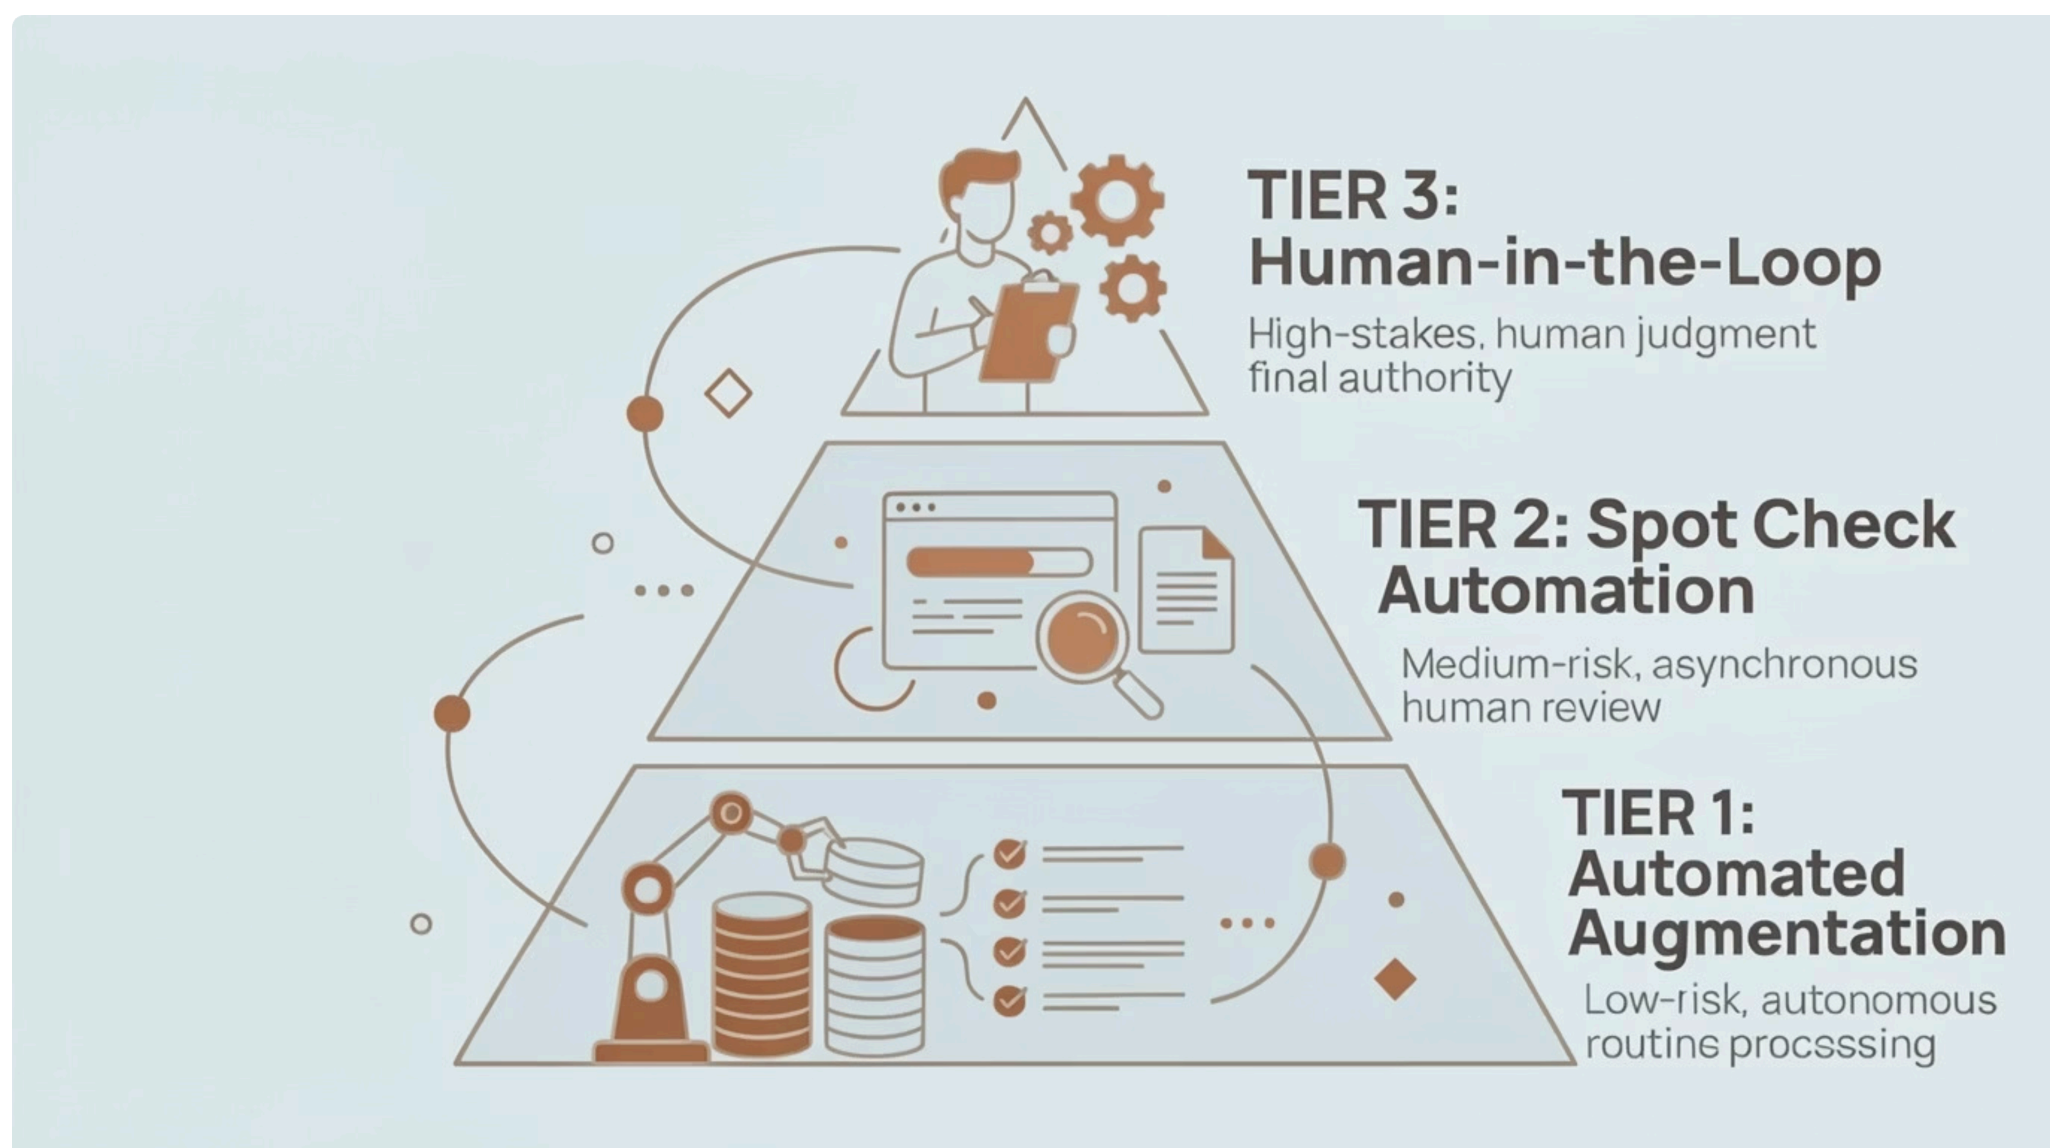 TIER 3:
Human-in-the-Loop
High-stakes, human judgment
final authority
TIER 2: Spot Check
Automation
Medium-risk, asynchronous
human review
TIER 1:
Automated
Augmentation
Low-risk, autonomous
routine procsssing